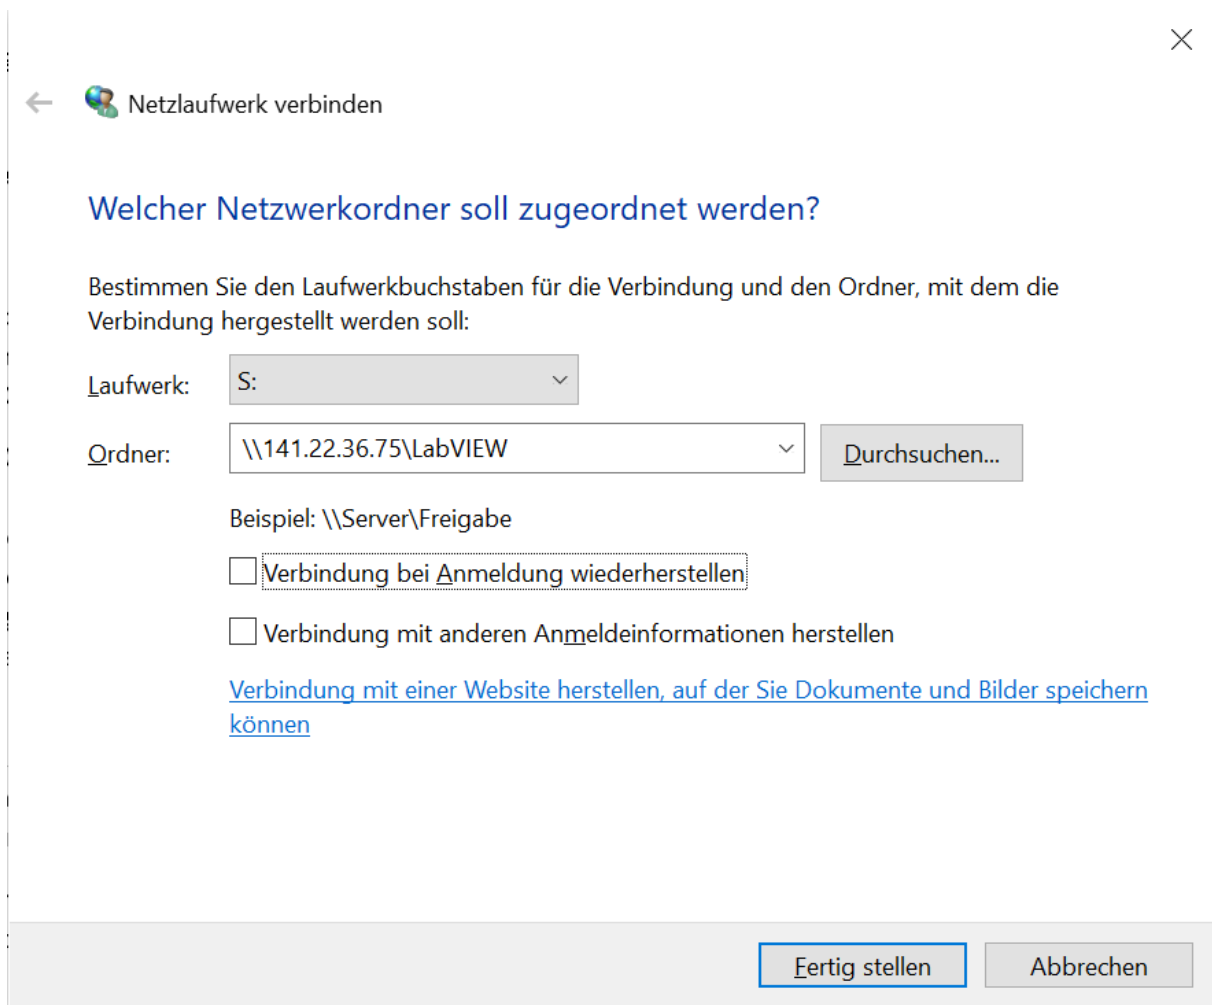 Netzlaufwerk verbinden
Welcher Netzwerkordner soll zugeordnet werden?
Bestimmen Sie den Laufwerkbuchstaben für die Verbindung und den Ordner, mit dem die
Verbindung hergestellt werden soll:
Laufwerk: S:
Ordner: \\141.22.36.75\LabVIEW Durchsuchen...
Beispiel: \\Server\Freigabe
Verbindung bei Anmeldung wiederherstellen
Verbindung mit anderen Anmeldeinformationen herstellen
Verbindung mit einer Website herstellen, auf der Sie Dokumente und Bilder speichern
können
Fertig stellen Abbrechen